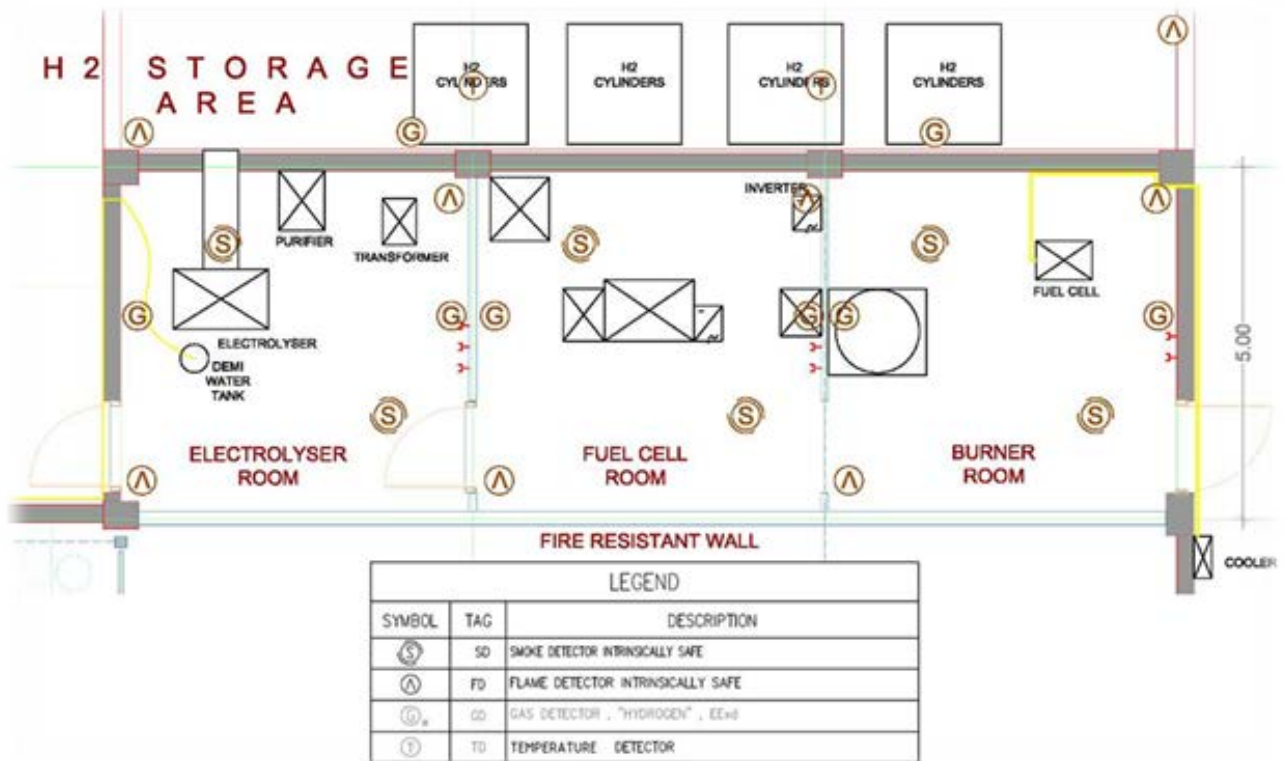 H2 STORAGE
AREA
H2
CYLINDERS
T
H2
CYLINDERS
H2
CYLINDERS
T
H2
CYLINDERS
Λ
Λ
G
G
Λ
INVERTER
Λ
Λ
S
PURIFIER
TRANSFORMER
S
S
FUEL CELL
G
G
G
G
G
G
ELECTROLYSER
DEMI
WATER
TANK
5.00
S
S
S
ELECTROLYSER
ROOM
FUEL CELL
ROOM
BURNER
ROOM
Λ
Λ
Λ
FIRE RESISTANT WALL
COOLER
LEGEND
SYMBOL TAG DESCRIPTION
S SD SMOKE DETECTOR INTRINSICALLY SAFE
Λ FD FLAME DETECTOR INTRINSICALLY SAFE
G GD GAS DETECTOR , "HYDROGEN" , EExd
T TD TEMPERATURE DETECTOR